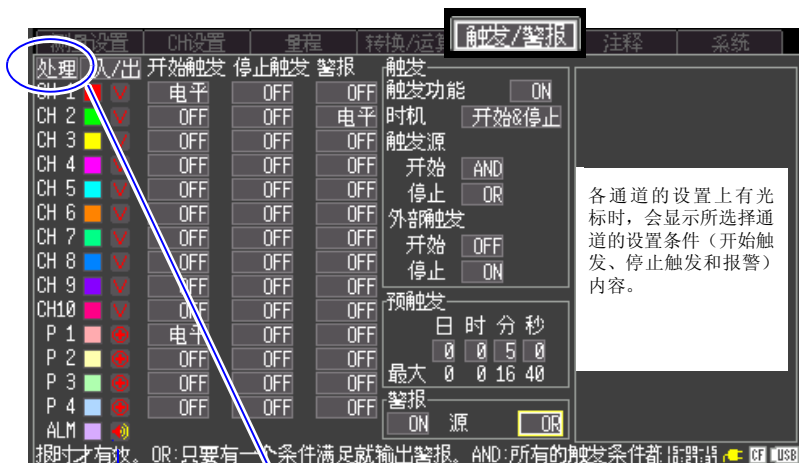 测量设置 CH设置 量程 转换/运算 触发/警报 注释 系统
处理 入/出 开始触发 停止触发 警报
CH 1 电平 OFF OFF
CH 2 OFF OFF 电平
CH 3 OFF OFF OFF
CH 4 OFF OFF OFF
CH 5 OFF OFF OFF
CH 6 OFF OFF OFF
CH 7 OFF OFF OFF
CH 8 OFF OFF OFF
CH 9 OFF OFF OFF
CH10 OFF OFF OFF
P 1 电平 OFF OFF
P 2 OFF OFF OFF
P 3 OFF OFF OFF
P 4 OFF OFF OFF
ALM
触发
触发功能 ON
时机 开始&停止
触发源
开始 AND
停止 OR
外部触发
开始 OFF
停止 ON
预触发
日 时 分 秒
0 0 5 0
最大 0 0 16 40
警报
ON 源 OR
各通道的设置上有光
标时，会显示所选择通
道的设置条件（开始触
发、停止触发和报警）
内容。
报时才有效。OR:只要有一个条件满足就输出警报。AND:所有的触发条件都 CF USB